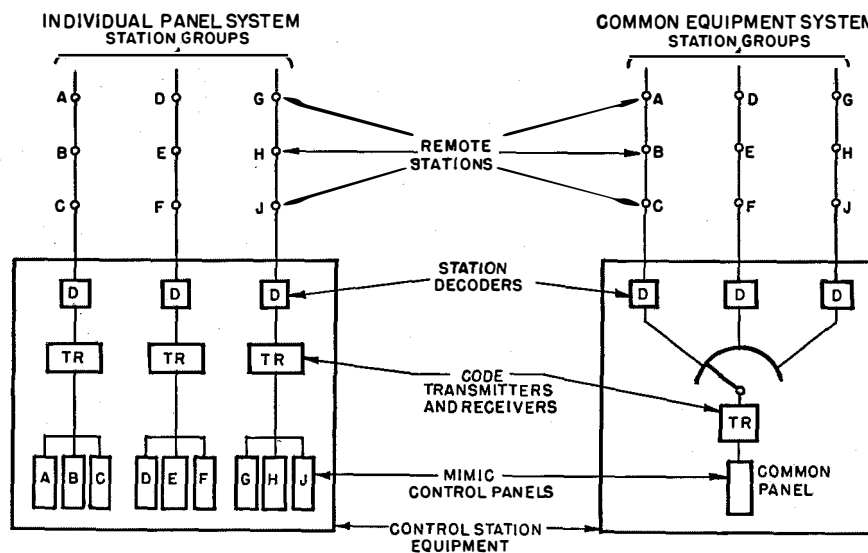 INDIVIDUAL PANEL SYSTEM
STATION GROUPS
COMMON EQUIPMENT SYSTEM
STATION GROUPS
A D G
A D G
B E H
REMOTE
STATIONS
B E H
C F J
C F J
D D D
STATION
DECODERS
D D D
TR TR TR
CODE
TRANSMITTERS
AND RECEIVERS
TR
A B C D E F G H J
MIMIC
CONTROL PANELS
COMMON
PANEL
CONTROL STATION
EQUIPMENT